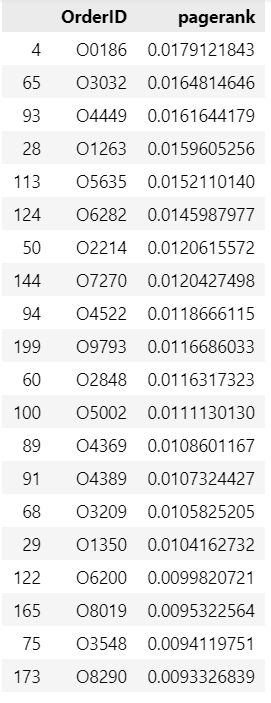 OrderID pagerank
4 O0186 0.0179121843
65 O3032 0.0164814646
93 O4449 0.0161644179
28 O1263 0.0159605256
113 O5635 0.0152110140
124 O6282 0.0145987977
50 O2214 0.0120615572
144 O7270 0.0120427498
94 O4522 0.0118666115
199 O9793 0.0116686033
60 O2848 0.0116317323
100 O5002 0.0111130130
89 O4369 0.0108601167
91 O4389 0.0107324427
68 O3209 0.0105825205
29 O1350 0.0104162732
122 O6200 0.0099820721
165 O8019 0.0095322564
75 O3548 0.0094119751
173 O8290 0.0093326839